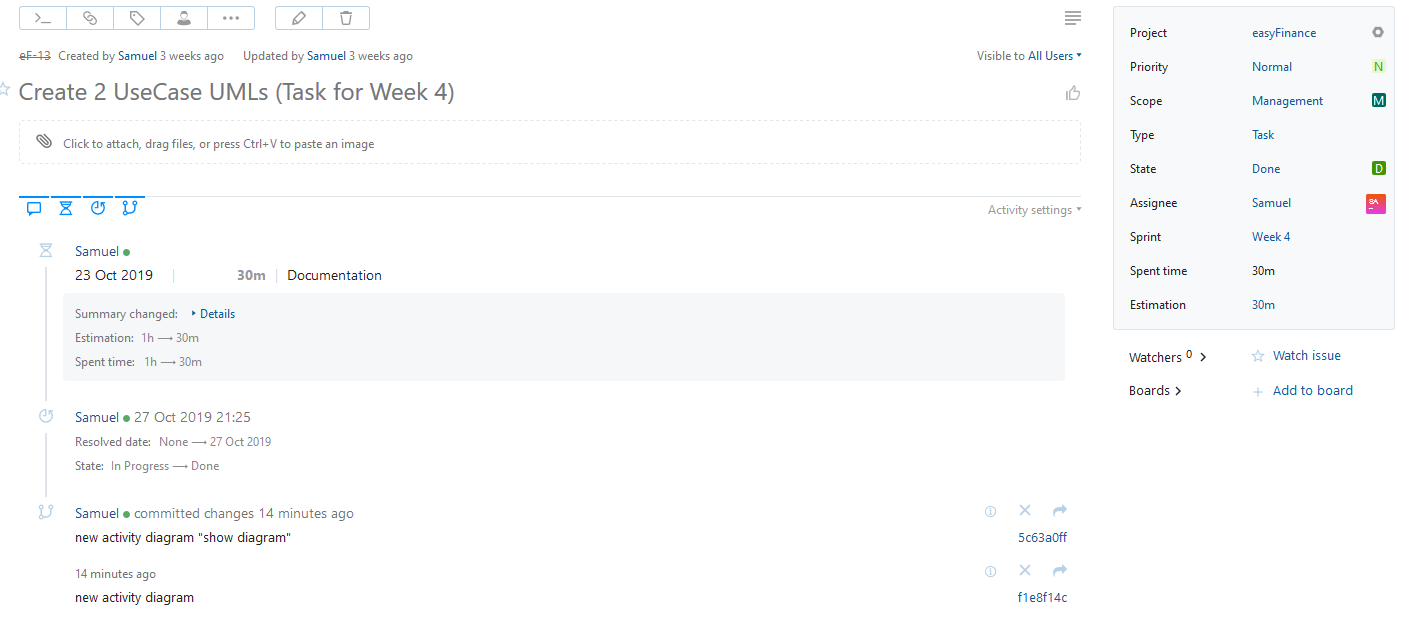 eF-13 Created by Samuel 3 weeks ago Updated by Samuel 3 weeks ago Visible to All Users
Create 2 UseCase UMLs (Task for Week 4)
Click to attach, drag files, or press Ctrl+V to paste an image
Activity settings
Samuel
23 Oct 2019 30m Documentation
Summary changed: Details
Estimation: 1h → 30m
Spent time: 1h → 30m
Samuel 27 Oct 2019 21:25
Resolved date: None → 27 Oct 2019
State: In Progress → Done
Samuel committed changes 14 minutes ago
new activity diagram "show diagram" 5c63a0ff
14 minutes ago
new activity diagram f1e8f14c
Project easyFinance
Priority Normal N
Scope Management M
Type Task
State Done D
Assignee Samuel SA
Sprint Week 4
Spent time 30m
Estimation 30m
Watchers 0 Watch issue
Boards Add to board